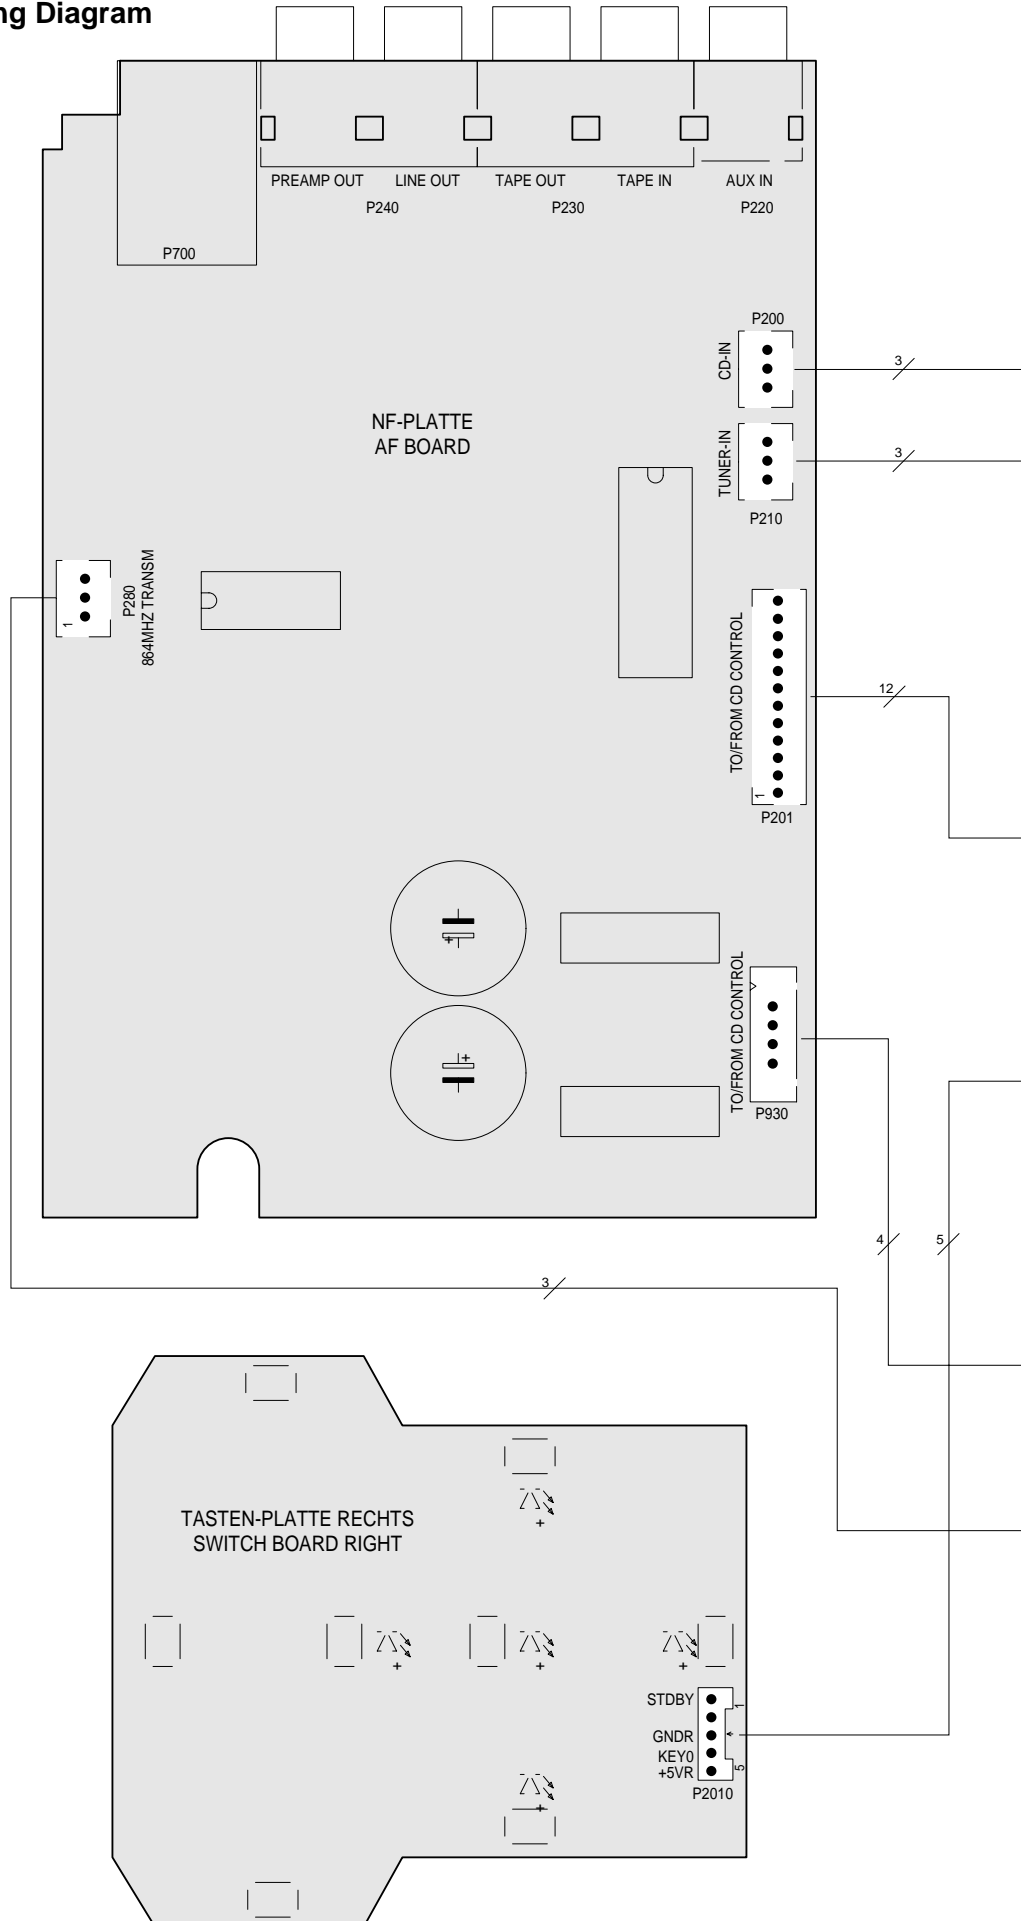 ng Diagram
PREAMP OUT
LINE OUT
TAPE OUT
TAPE IN
AUX IN
P240
P230
P220
P700
P200
CD-IN
3
NF-PLATTE
AF BOARD
TUNER-IN
3
P210
P280
864MHZ TRANSM
1
TO/FROM CD CONTROL
12
1
P201
+
TO/FROM CD CONTROL
+
P930
4
5
3
TASTEN-PLATTE RECHTS
SWITCH BOARD RIGHT
+
+
+
+
STDBY
1
GNDR
KEY0
+5VR
5
P2010
+